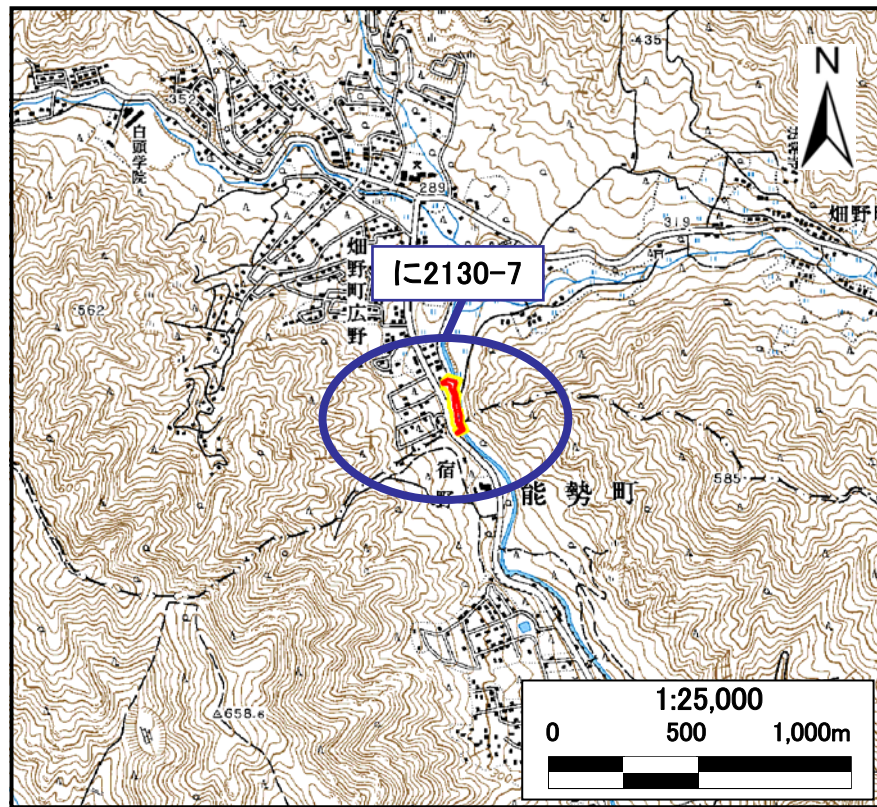 ・435・
N
352
白頭学院
文
289
畑野町
319
畑野町広野
に2130-7
・562
宿野
能勢町
585
△658.6
1:25,000
0 500 1,000m